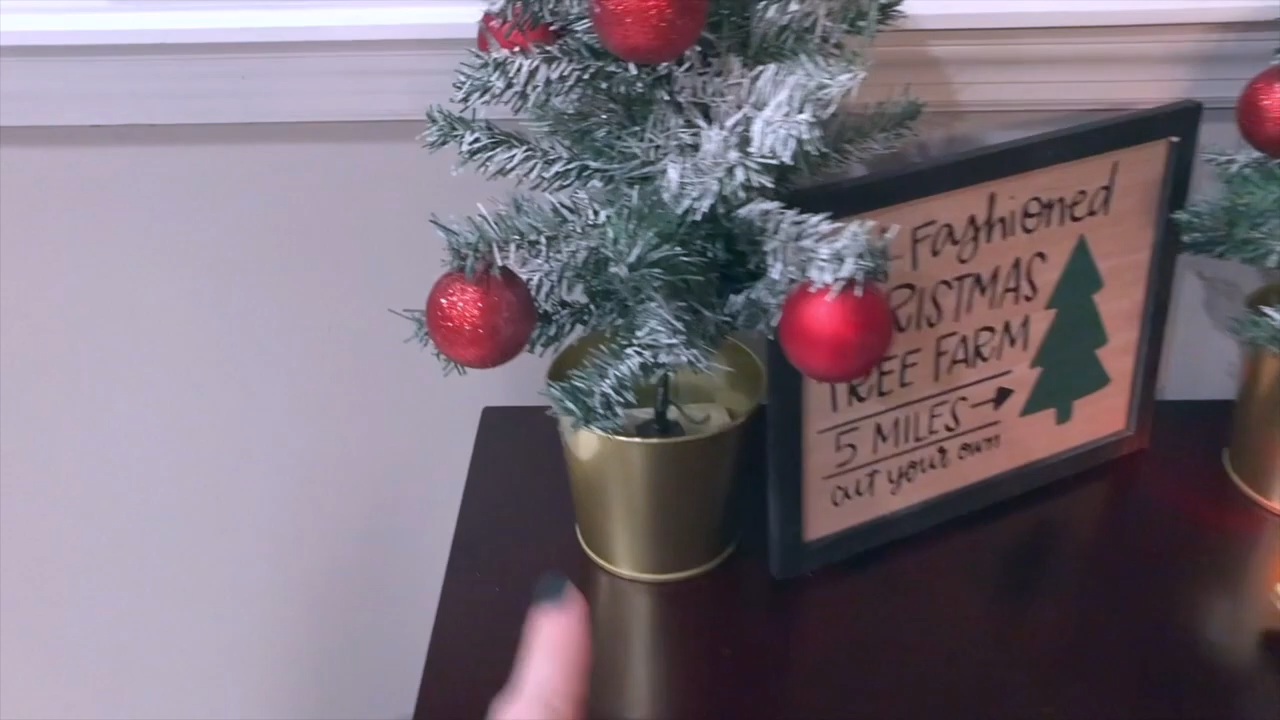 Fashioned
RISTMAS
TREE FARM
5 MILES
cut your own